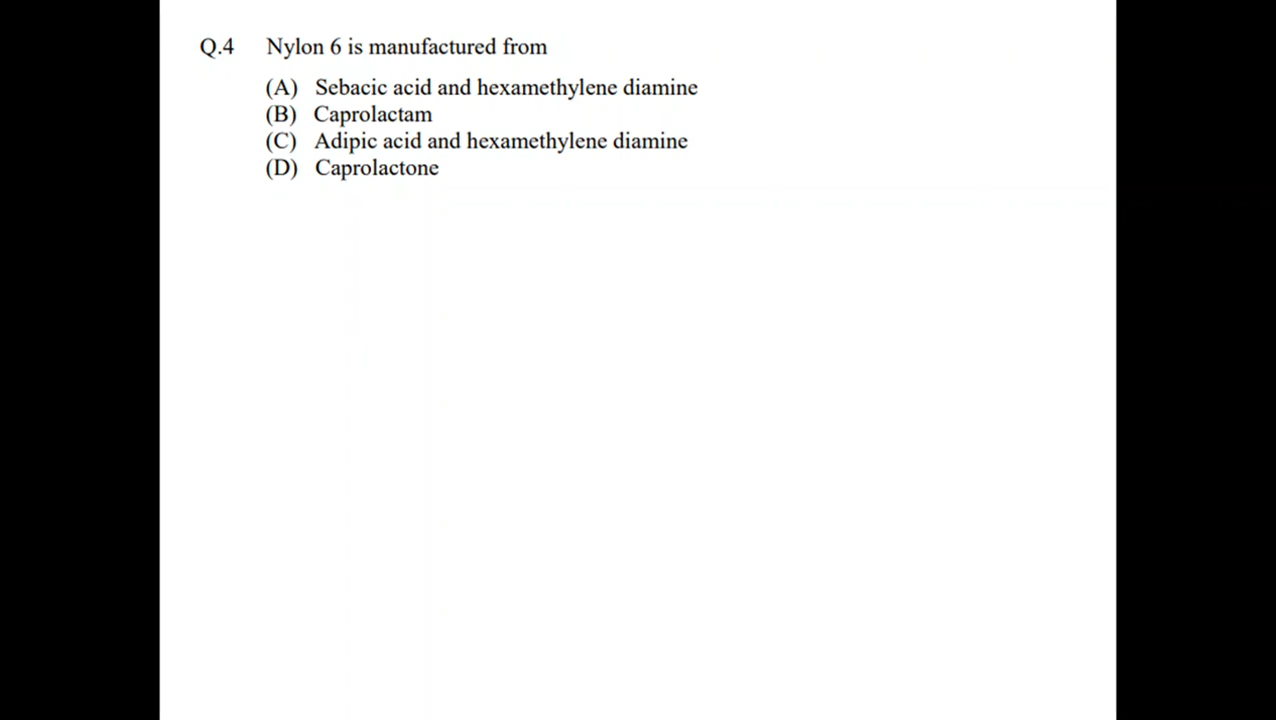 Q.4 Nylon 6 is manufactured from
(A) Sebacic acid and hexamethylene diamine
(B) Caprolactam
(C) Adipic acid and hexamethylene diamine
(D) Caprolactone